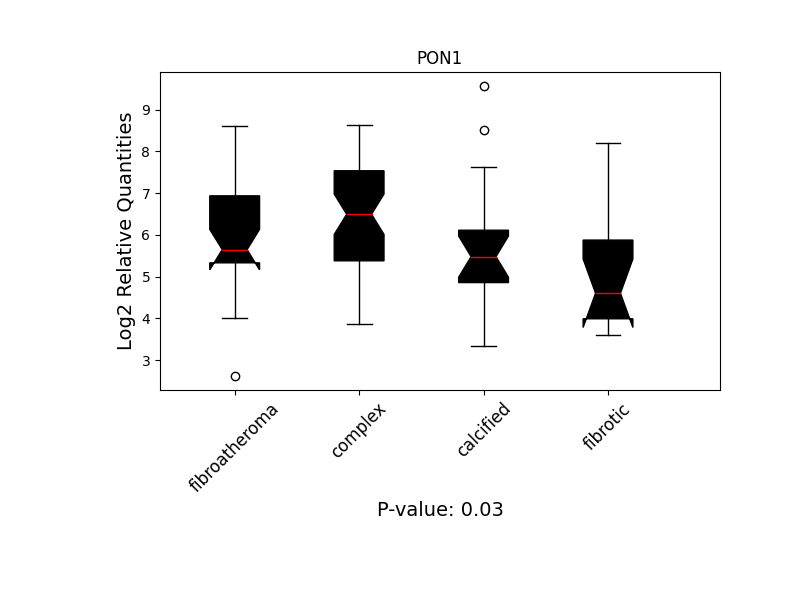 PON1
Log2 Relative Quantities
9
8
7
6
5
4
3
fibroatheroma
complex
calcified
fibrotic
P-value: 0.03